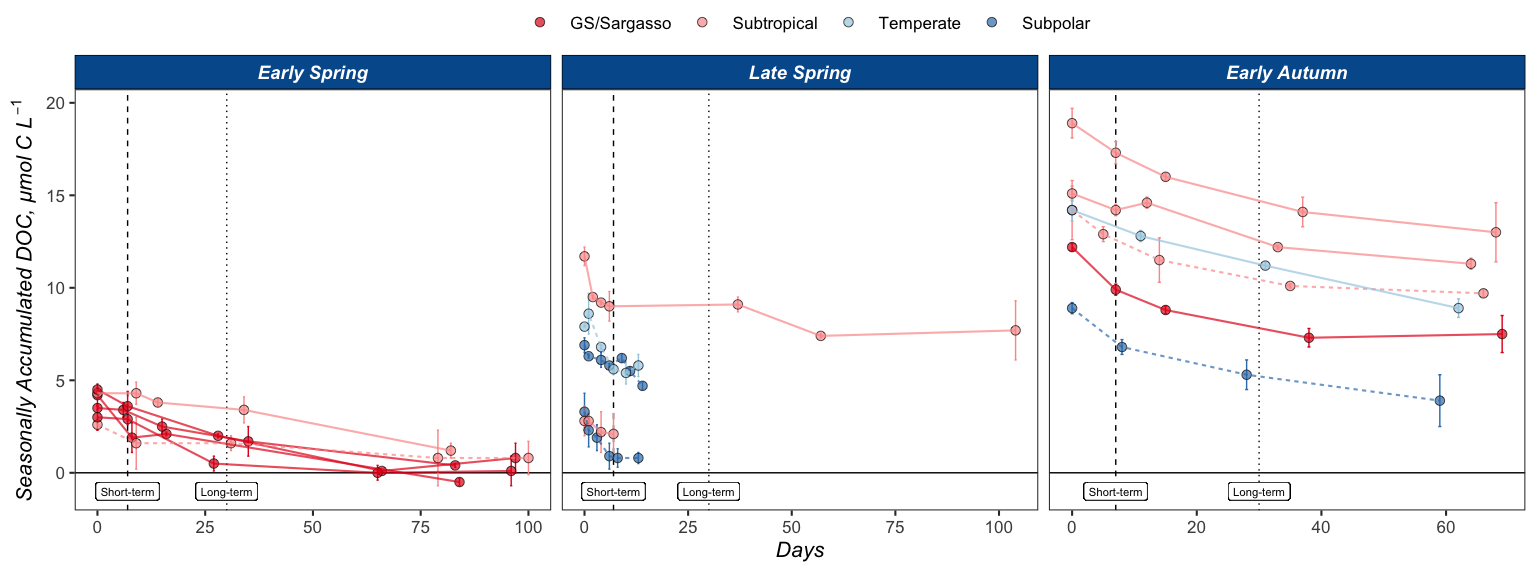 GS/Sargasso Subtropical Temperate Subpolar
Early Spring Late Spring Early Autumn
Seasonally Accumulated DOC, μmol C L⁻¹
20
15
10
5
0
Short-term Long-term Short-term Long-term Short-term Long-term
0 25 50 75 100 0 25 50 75 100 0 20 40 60
Days